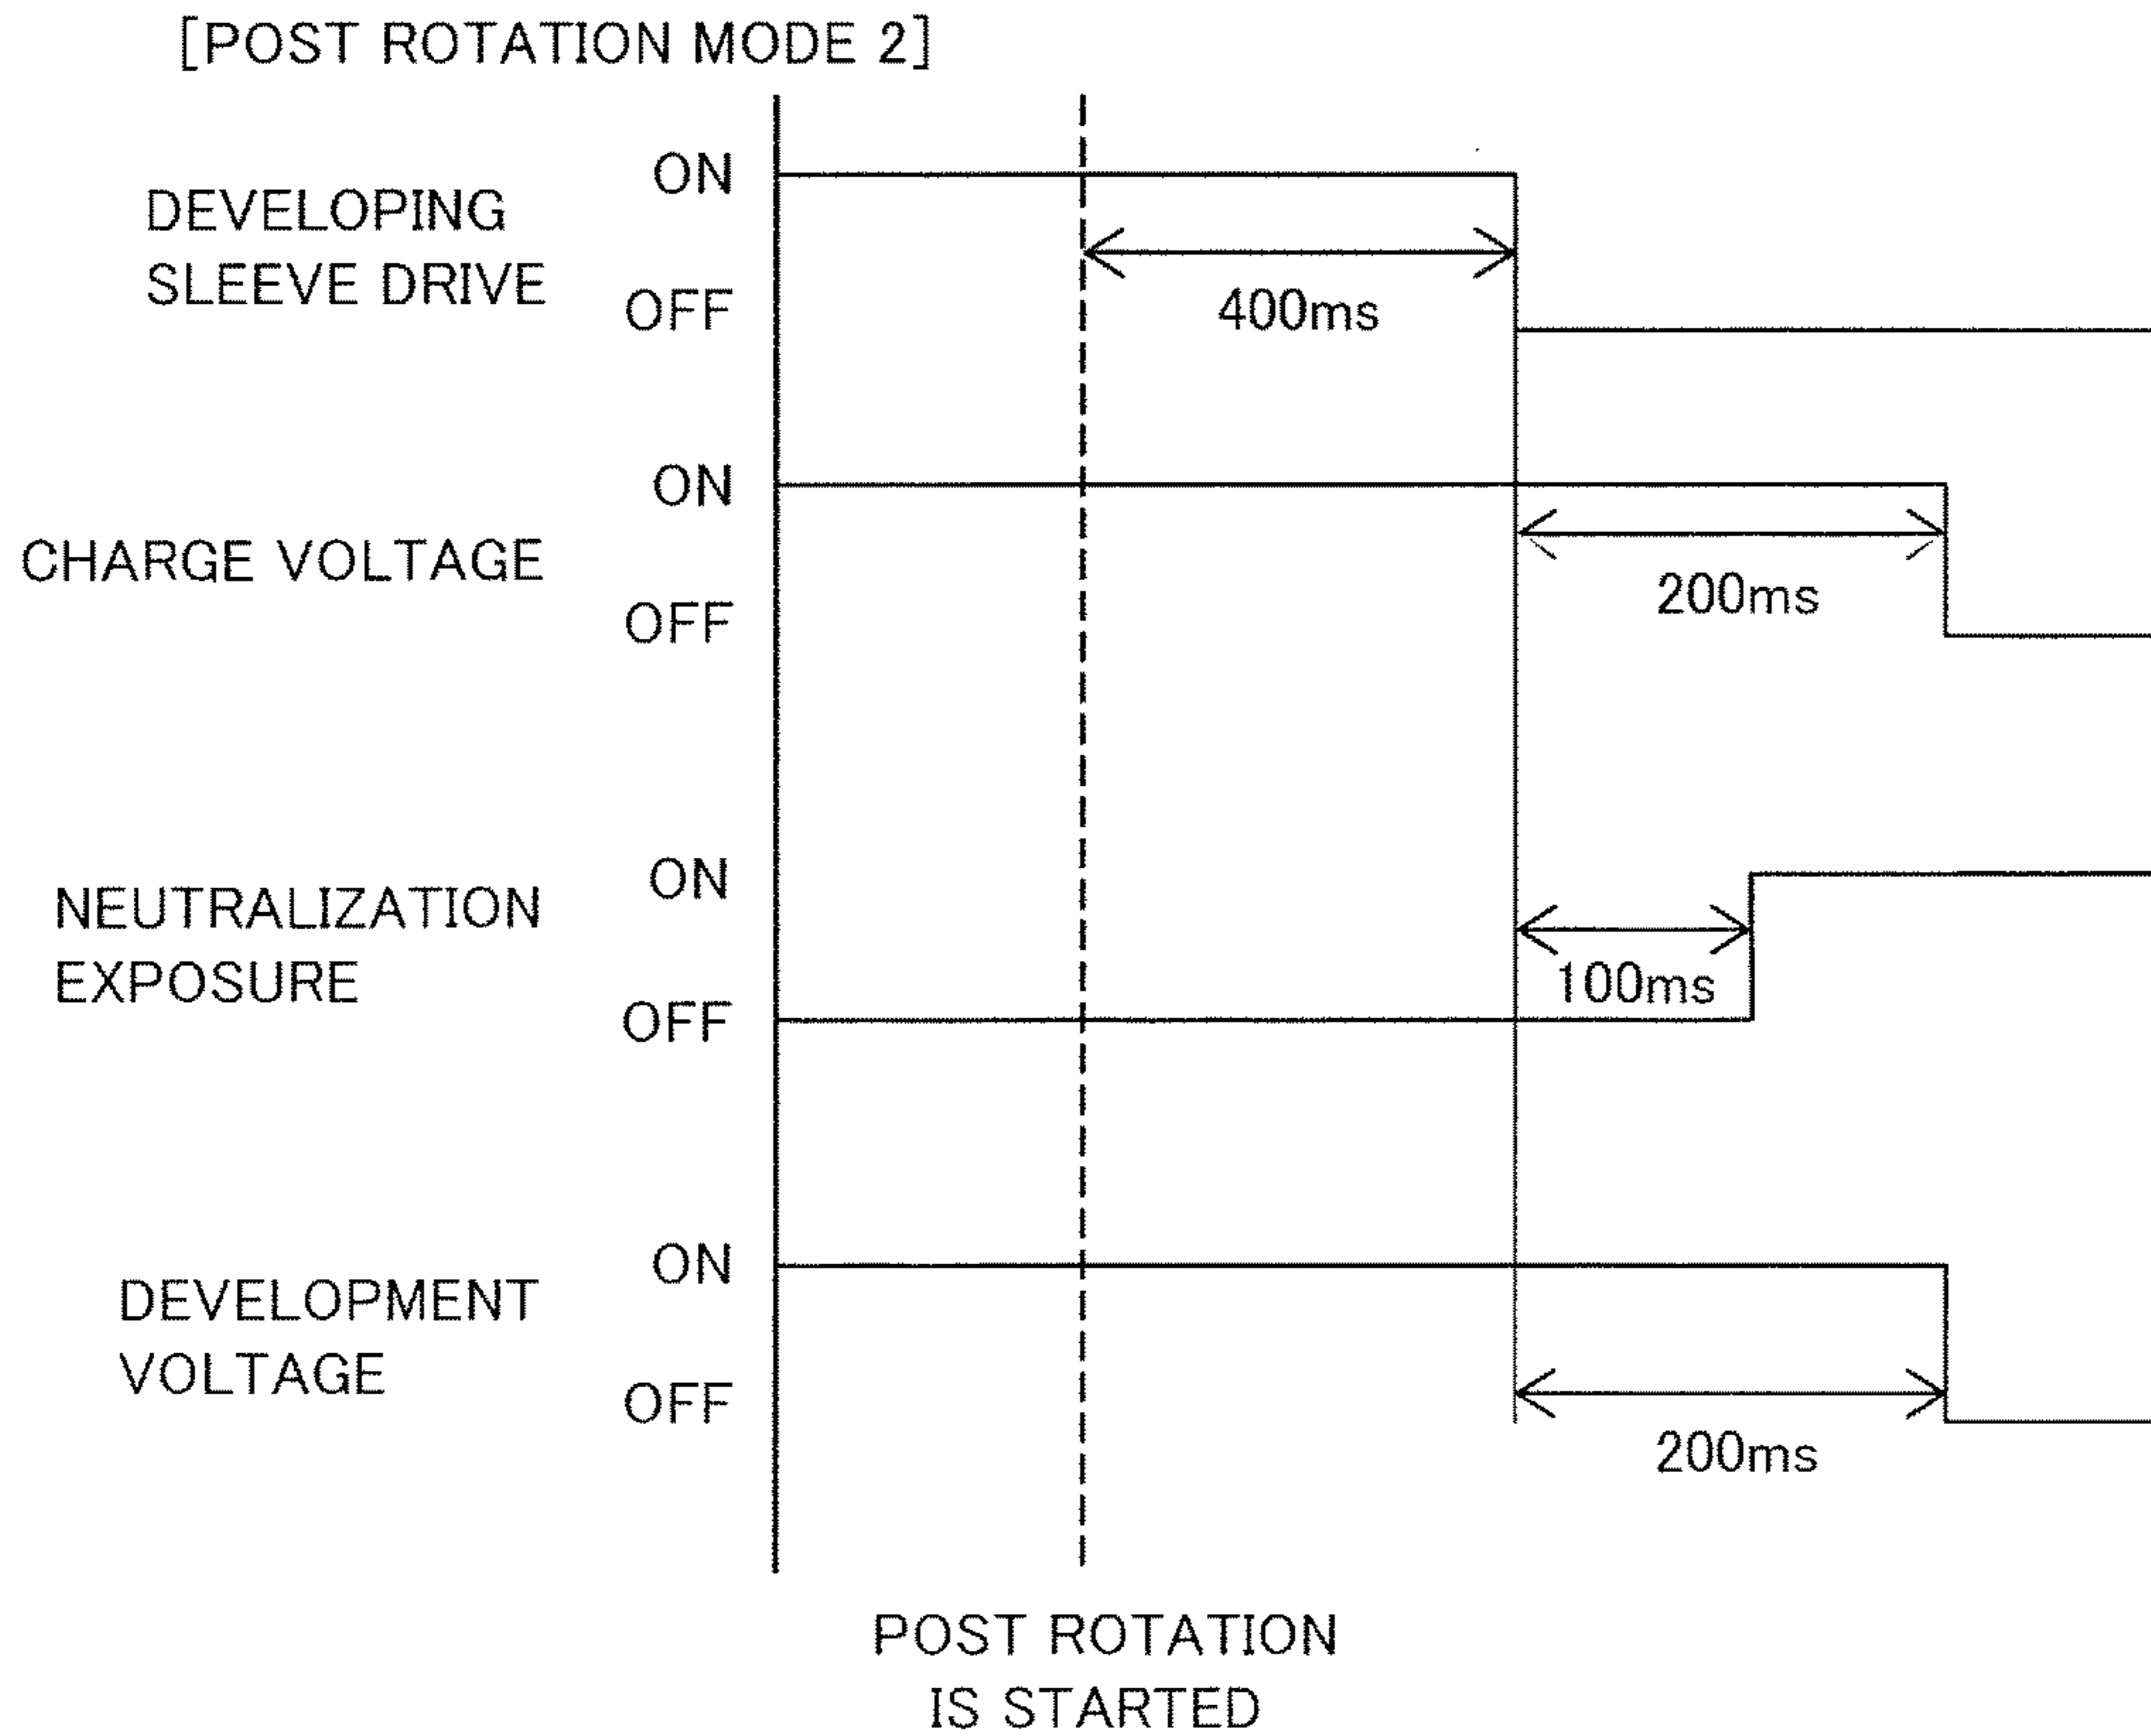 [POST ROTATION MODE 2]
DEVELOPING
SLEEVE DRIVE
ON
OFF
400ms
CHARGE VOLTAGE
ON
OFF
200ms
NEUTRALIZATION
EXPOSURE
ON
OFF
100ms
DEVELOPMENT
VOLTAGE
ON
OFF
200ms
POST ROTATION
IS STARTED